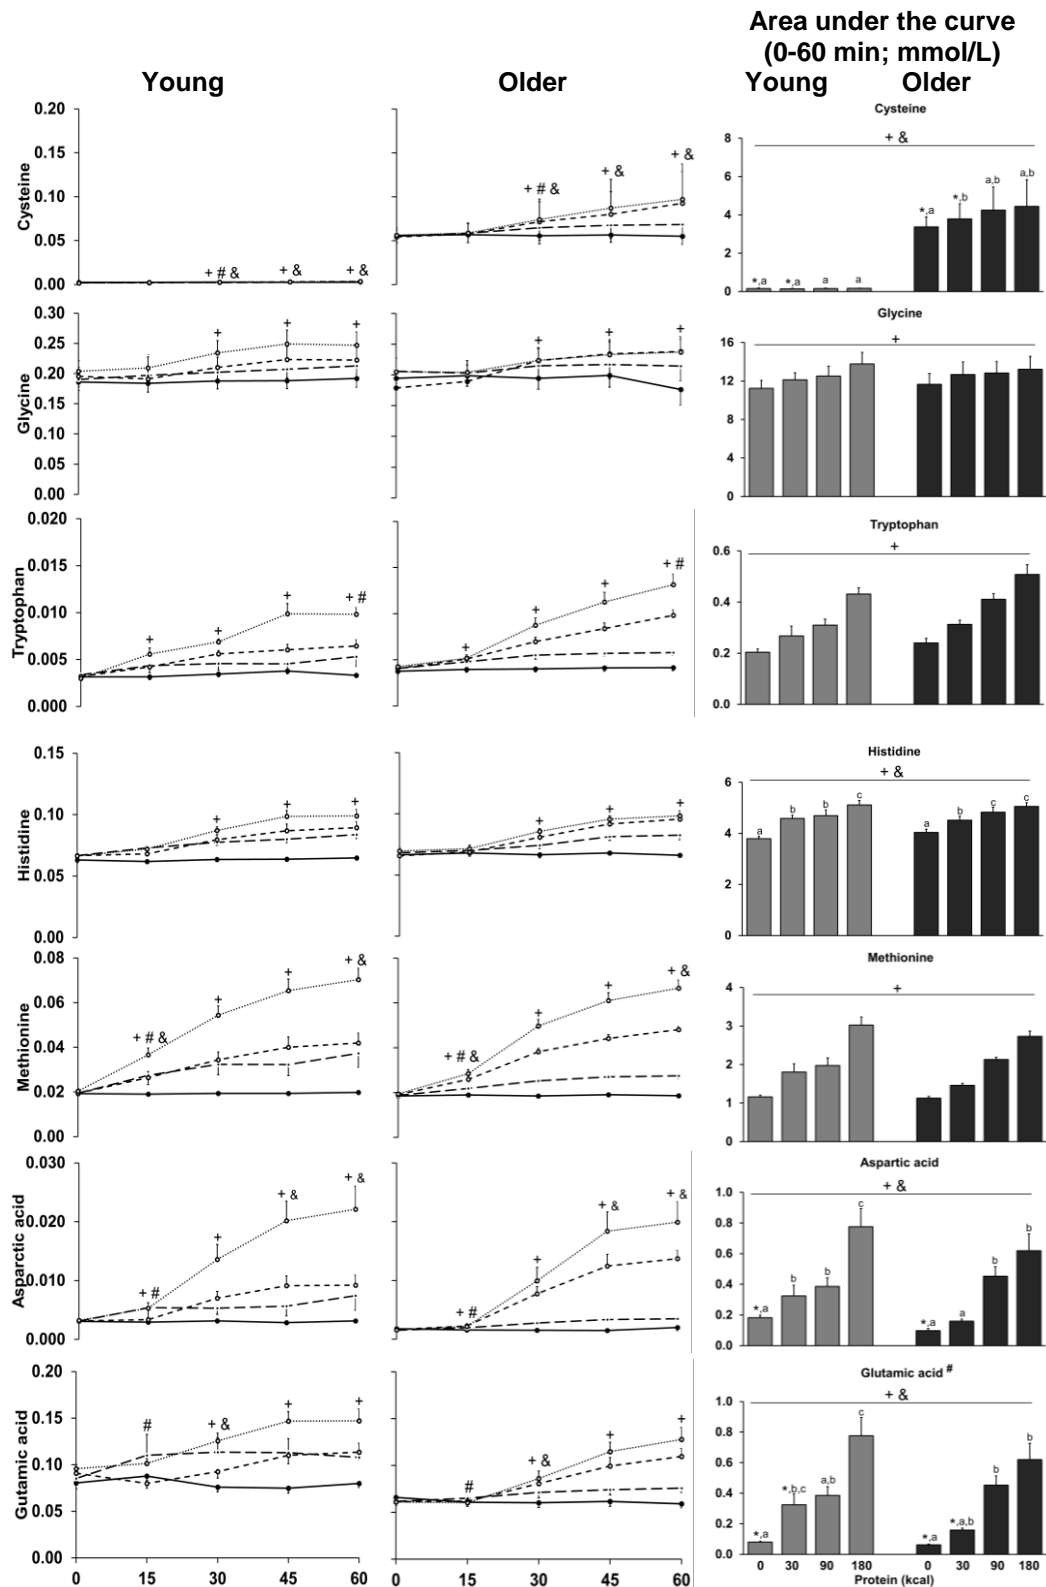 Area under the curve
(0-60 min; mmol/L)
Young Older Young Older
Cysteine
0.20
0.15
0.10
0.05
0.00
Cysteine
+ # & + & + &
+ # & + & + &
+ &
8
6
4
2
0
*,a *,a a a *,a *,b a,b a,b
Glycine
0.30
0.25
0.20
0.15
0.10
0.05
0.00
Glycine
+ + +
+ + +
+
16
12
8
4
0
Tryptophan
0.020
0.015
0.010
0.005
0.000
Tryptophan
+ + + + #
+ + + + #
+
0.6
0.4
0.2
0.0
Histidine
0.15
0.10
0.05
0.00
Histidine
+ + +
+ + +
+ &
6
4
2
0
a b b c a b c c
Methionine
0.08
0.06
0.04
0.02
0.00
Methionine
+ # & + + + &
+ # & + + + &
+
4
3
2
1
0
Aspartic acid
0.030
0.020
0.010
0.000
Asparctic acid
+ # + + & + &
+ # + + & + &
+ &
1.0
0.8
0.6
0.4
0.2
0.0
*,a b b c *,a a b b
Glutamic acid #
0.20
0.15
0.10
0.05
0.00
Gutamic acid
# + & + +
# + & + +
+ &
1.0
0.8
0.6
0.4
0.2
0.0
*,a *,b,c a,b c *,a *,a,b b b
0 15 30 45 60 0 15 30 45 60 0 30 90 180 0 30 90 180
Protein (kcal)